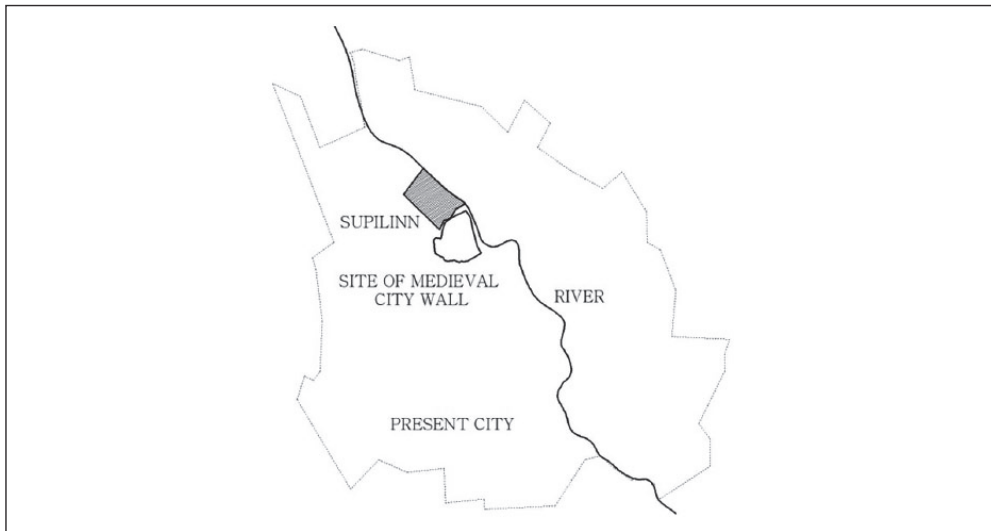 SUPILINN
SITE OF MEDIEVAL
CITY WALL
RIVER
PRESENT CITY